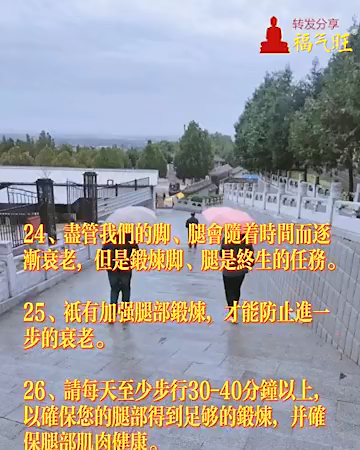 转发分享
福气旺
24、盡管我們的脚、腿會隨着時間而逐
漸衰老，但是鍛煉脚、腿是終生的任務。
25、祇有加强腿部鍛煉，才能防止進一
步的衰老。
26、請每天至少步行30-40分鐘以上，
以確保您的腿部得到足够的鍛煉，并確
保腿部肌肉健康。